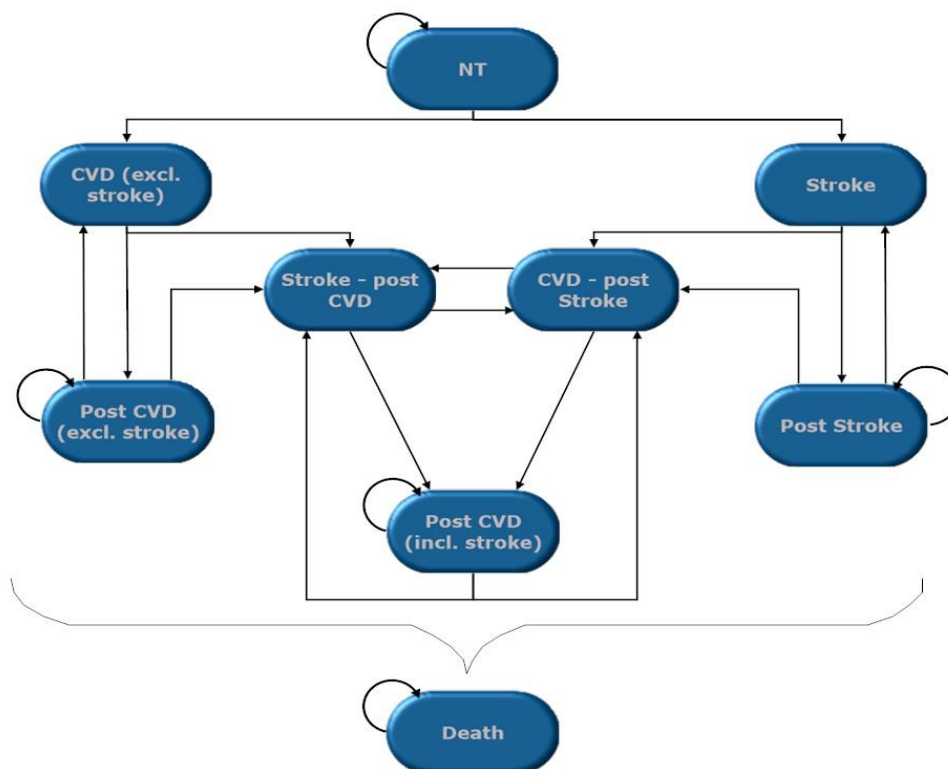 NT
CVD (excl.
stroke)
Stroke
Stroke - post
CVD
CVD - post
Stroke
Post CVD
(excl. stroke)
Post Stroke
Post CVD
(incl. stroke)
Death